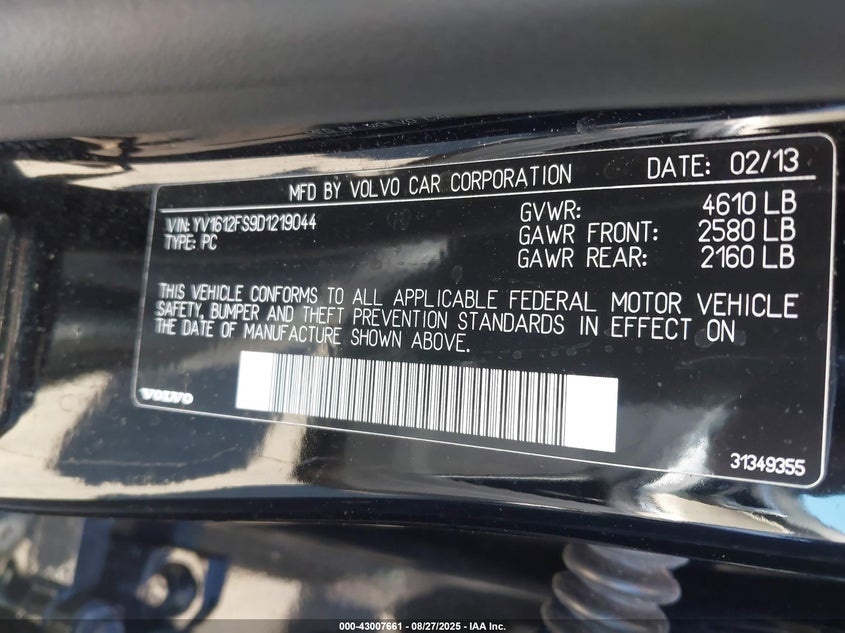 MFD BY VOLVO CAR CORPORATION
DATE: 02/13
VIN: YV1612FS9D1219044
TYPE: PC
GVWR: 4610 LB
GAWR FRONT: 2580 LB
GAWR REAR: 2160 LB
THIS VEHICLE CONFORMS TO ALL APPLICABLE FEDERAL MOTOR VEHICLE
SAFETY, BUMPER AND THEFT PREVENTION STANDARDS IN EFFECT ON
THE DATE OF MANUFACTURE SHOWN ABOVE.
VOLVO
31349355
000-43007661 - 08/27/2025 - IAA Inc.